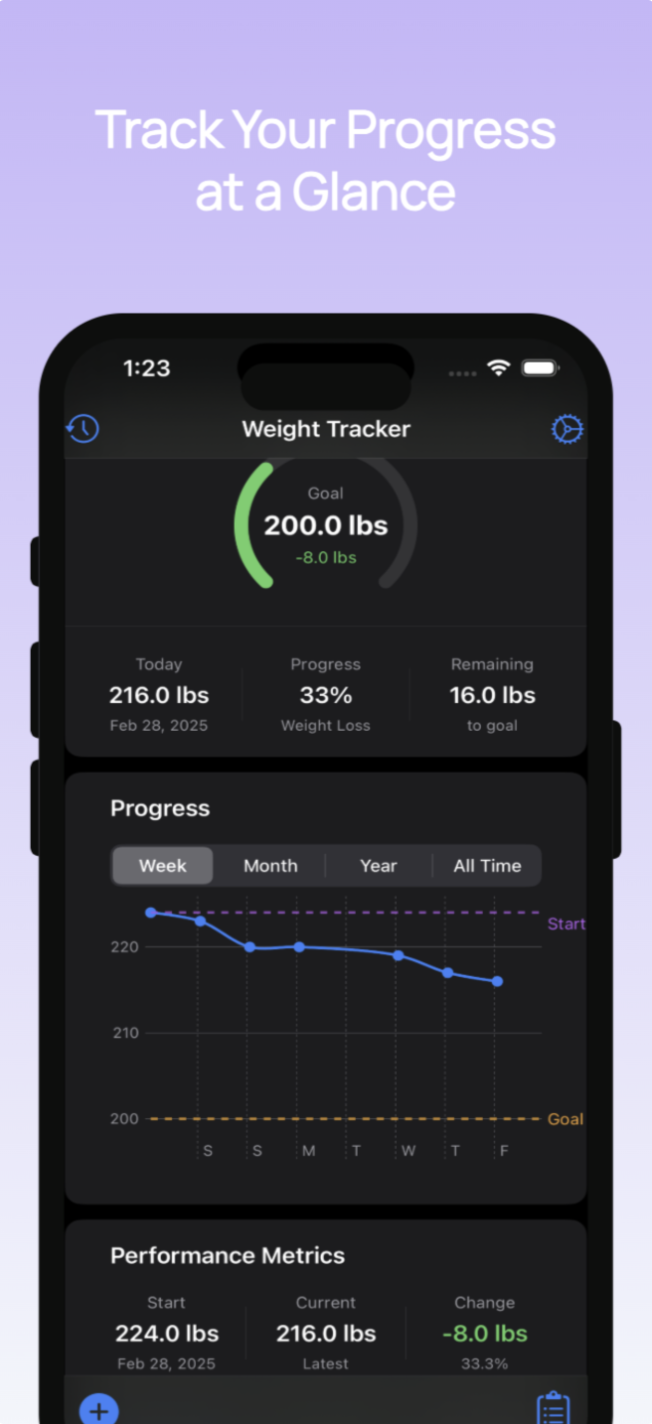 Track Your Progress
at a Glance
1:23
Weight Tracker
Goal
200.0 lbs
-8.0 lbs
Today Progress Remaining
216.0 lbs 33% 16.0 lbs
Feb 28, 2025 Weight Loss to goal
Progress
Week Month Year All Time
Start
220
210
200 Goal
S S M T W T F
Performance Metrics
Start Current Change
224.0 lbs 216.0 lbs -8.0 lbs
Feb 28, 2025 Latest 33.3%